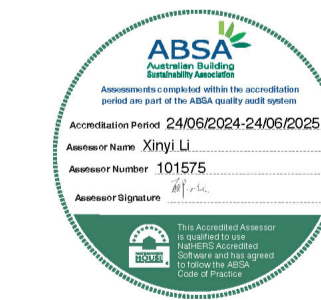 ABSA
Australian Building
Sustainability Association
Assessments completed within the accreditation
period are part of the ABSA quality audit system
Accreditation Period 24/06/2024-24/06/2025
Assessor Name Xinyi Li
Assessor Number 101575
Assessor Signature
HOUSE
This Accredited Assessor
is qualified to use
NatHERS Accredited
Software and has agreed
to follow the ABSA
Code of Practice